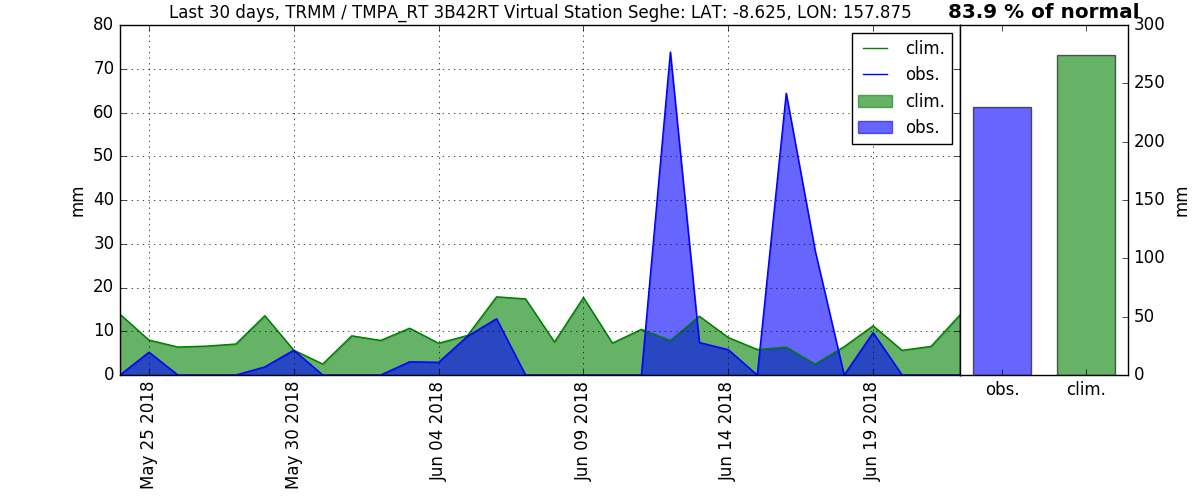 Last 30 days, TRMM / TMPA_RT 3B42RT Virtual Station Seghe: LAT: -8.625, LON: 157.875
83.9 % of normal
80
70
60
50
40
30
20
10
0
mm
clim.
obs.
clim.
obs.
May 25 2018
May 30 2018
Jun 04 2018
Jun 09 2018
Jun 14 2018
Jun 19 2018
300
250
200
150
100
50
0
mm
obs.
clim.